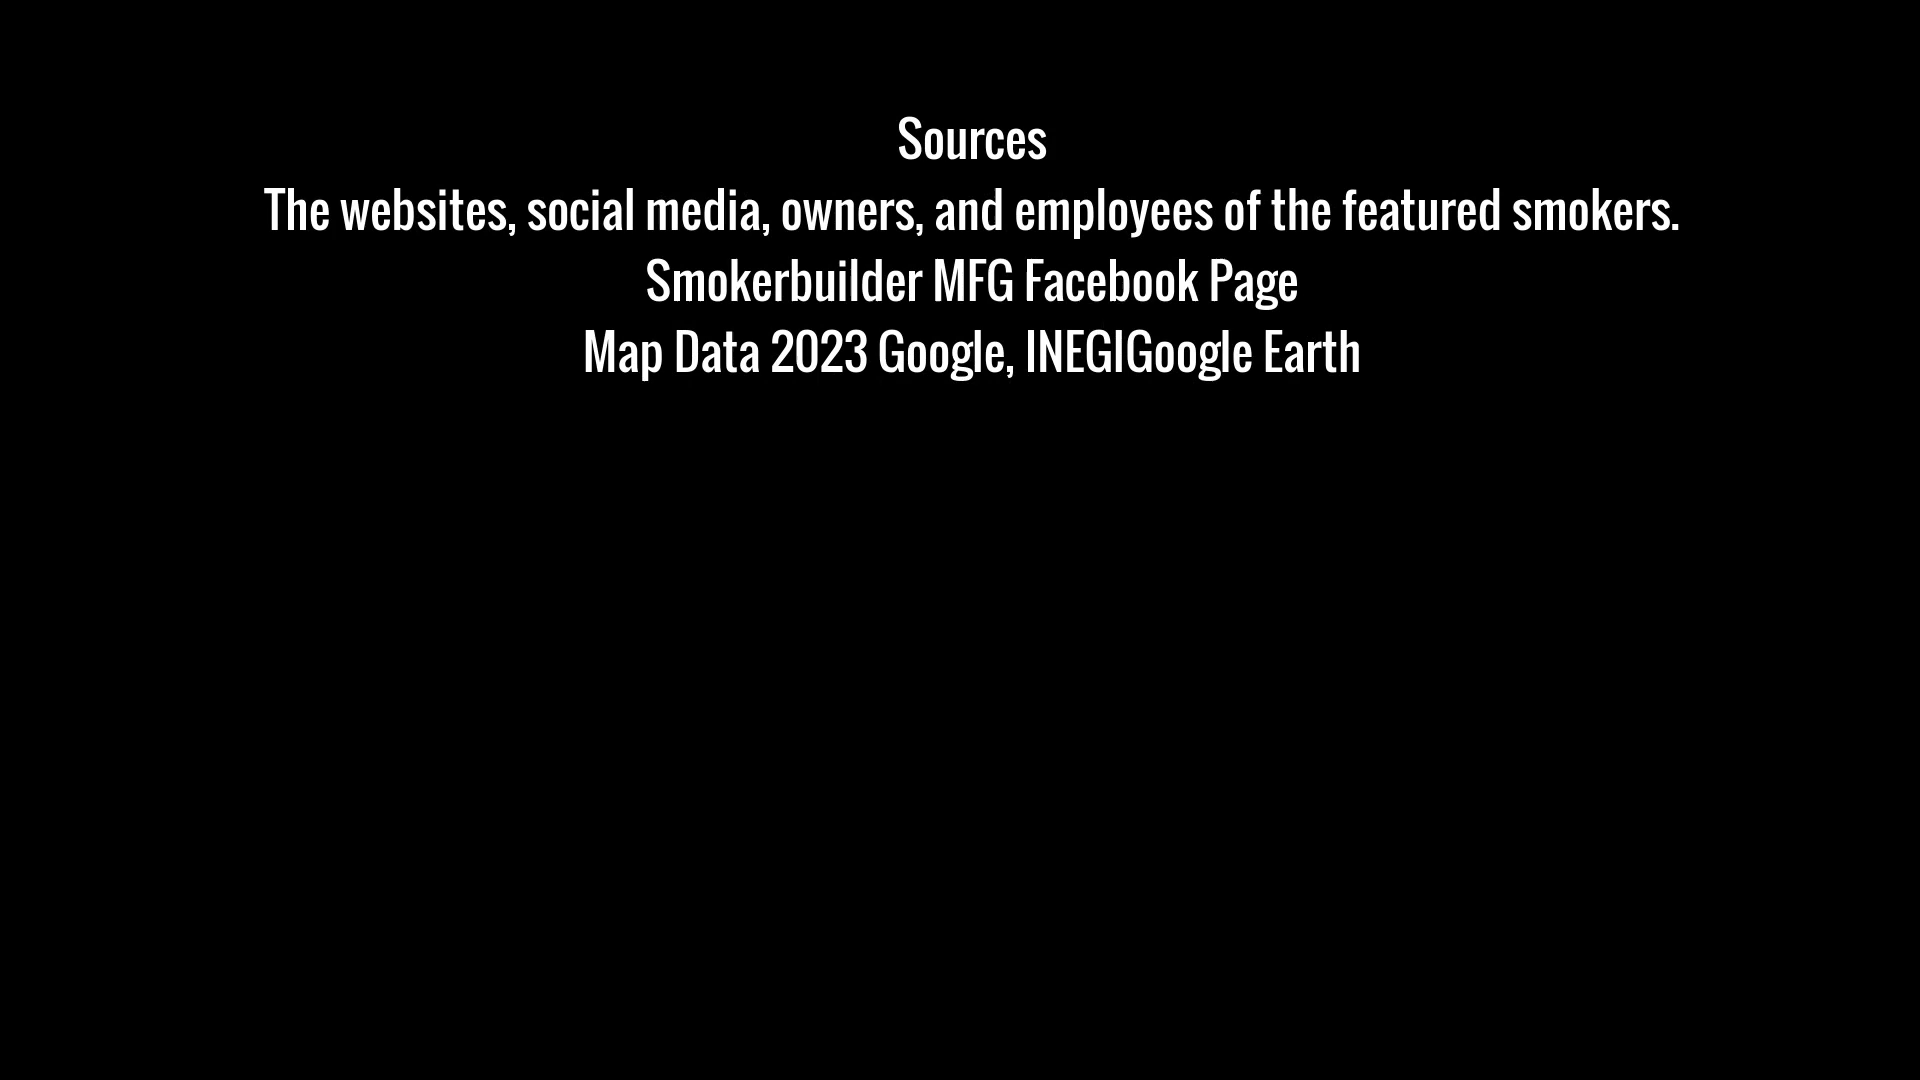 Sources
The websites, social media, owners, and employees of the featured smokers.
Smokerbuilder MFG Facebook Page
Map Data 2023 Google, INEGIGoogle Earth